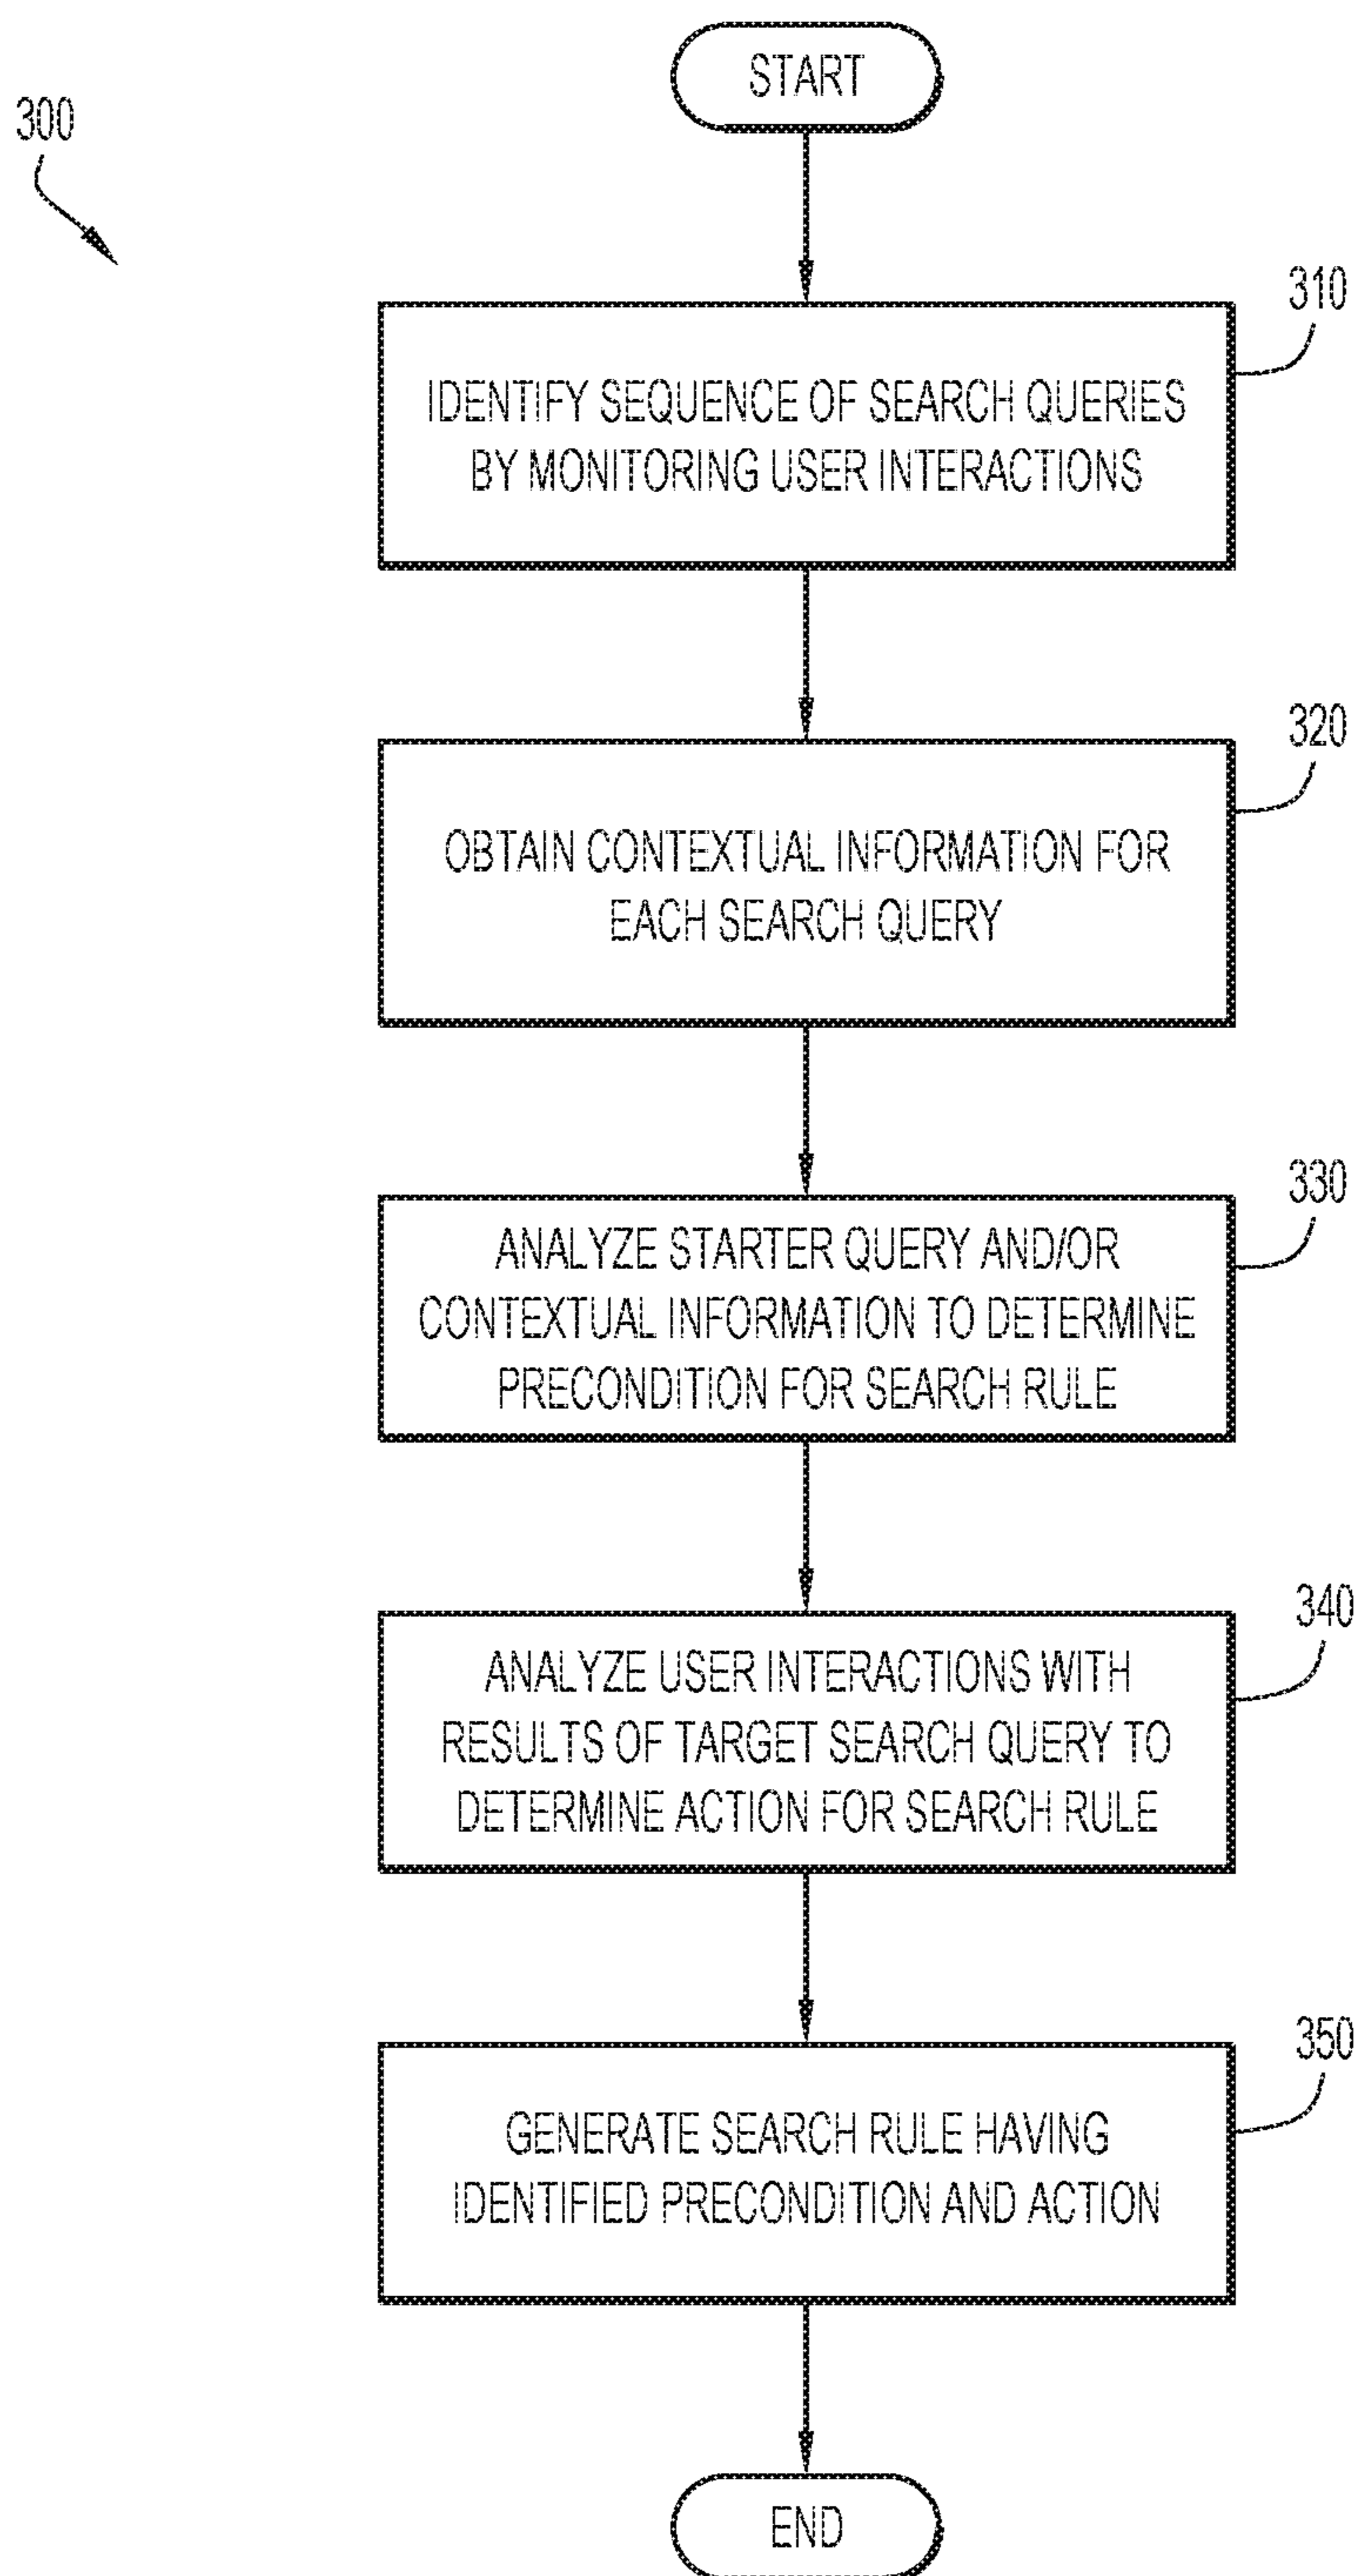 START
300
310
IDENTIFY SEQUENCE OF SEARCH QUERIES
BY MONITORING USER INTERACTIONS
320
OBTAIN CONTEXTUAL INFORMATION FOR
EACH SEARCH QUERY
330
ANALYZE STARTER QUERY AND/OR
CONTEXTUAL INFORMATION TO DETERMINE
PRECONDITION FOR SEARCH RULE
340
ANALYZE USER INTERACTIONS WITH
RESULTS OF TARGET SEARCH QUERY TO
DETERMINE ACTION FOR SEARCH RULE
350
GENERATE SEARCH RULE HAVING
IDENTIFIED PRECONDITION AND ACTION
END